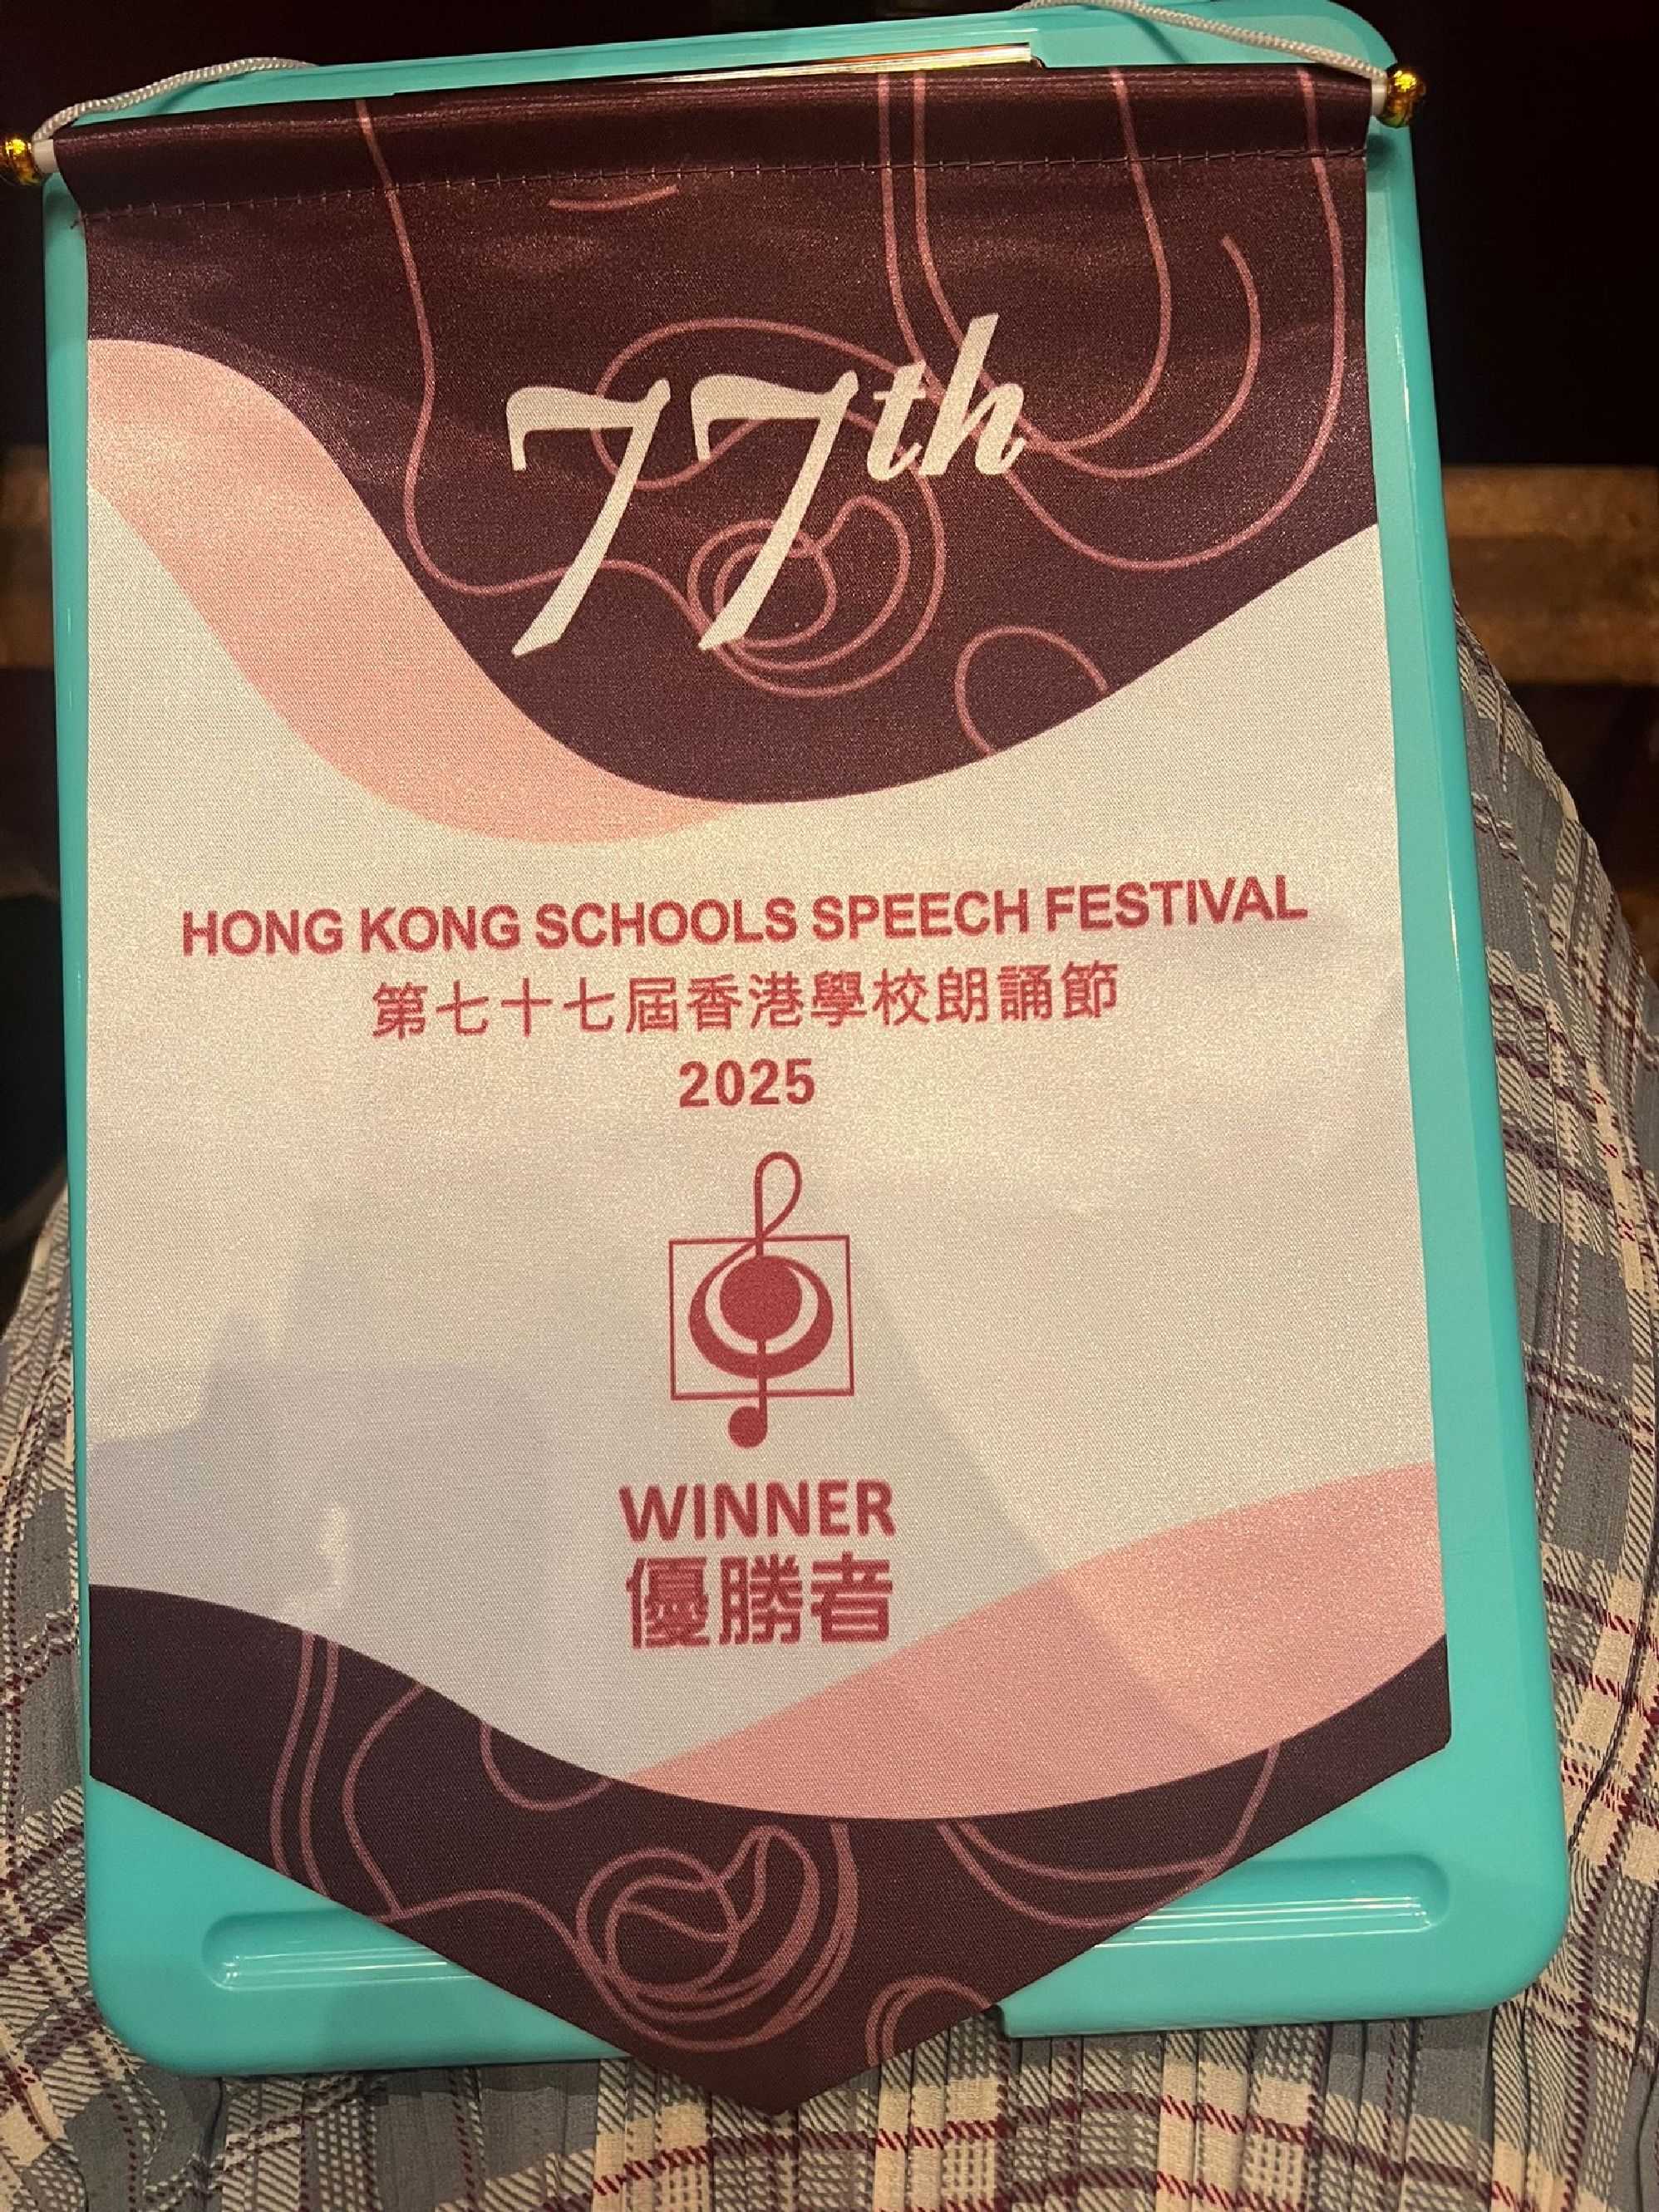 77th
HONG KONG SCHOOLS SPEECH FESTIVAL
第七十七屆香港學校朗誦節
2025
WINNER
優勝者